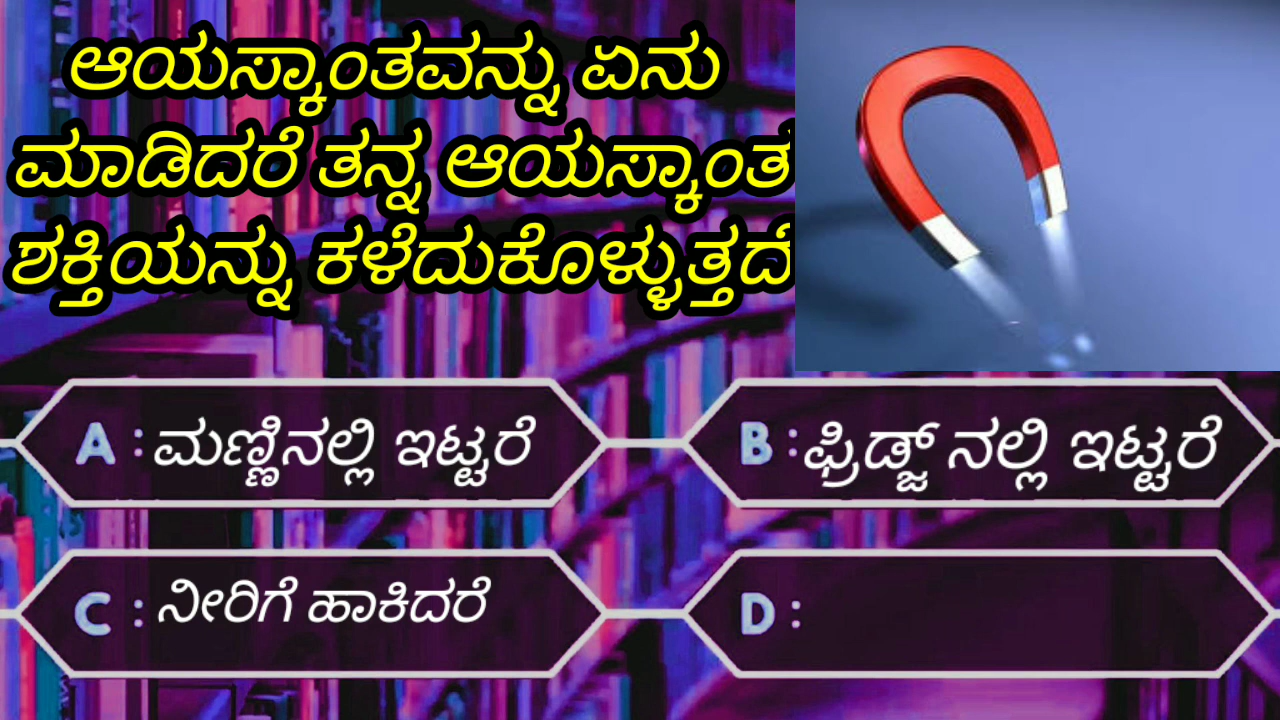 ಆಯಸ್ಕಾಂತವನ್ನು ಏನು
ಮಾಡಿದರೆ ತನ್ನ ಆಯಸ್ಕಾಂತ
ಶಕ್ತಿಯನ್ನು ಕಳೆದುಕೊಳ್ಳುತ್ತದೆ
A : ಮಣ್ಣಿನಲ್ಲಿ ಇಟ್ಟರೆ
B : ಫ್ರಿಡ್ಜ್ ನಲ್ಲಿ ಇಟ್ಟರೆ
C : ನೀರಿಗೆ ಹಾಕಿದರೆ
D :